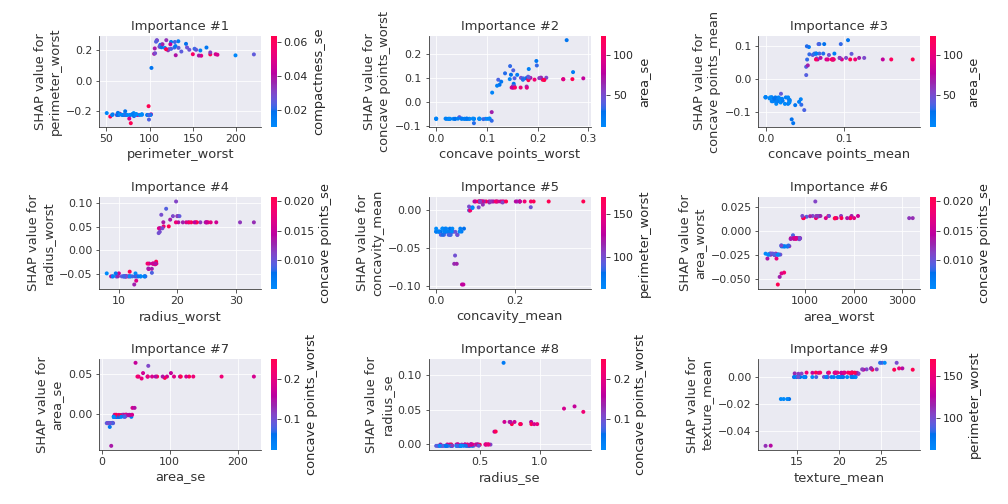 Importance #1
SHAP value for
perimeter_worst
0.2
0.0
−0.2
50
100
150
200
perimeter_worst
0.06
0.04
0.02
compactness_se
Importance #2
SHAP value for
concave points_worst
0.2
0.1
0.0
−0.1
0.0
0.1
0.2
0.3
concave points_worst
100
50
area_se
Importance #3
SHAP value for
concave points_mean
0.1
0.0
−0.1
0.0
0.1
concave points_mean
100
50
area_se
Importance #4
SHAP value for
radius_worst
0.10
0.05
0.00
−0.05
10
20
30
radius_worst
0.020
0.015
0.010
concave points_se
Importance #5
SHAP value for
concavity_mean
0.00
−0.05
−0.10
0.0
0.2
concavity_mean
150
100
perimeter_worst
Importance #6
SHAP value for
area_worst
0.025
0.000
−0.025
−0.050
1000
2000
3000
area_worst
0.020
0.015
0.010
concave points_se
Importance #7
SHAP value for
area_se
0.05
0.00
0
100
200
area_se
0.2
0.1
concave points_worst
Importance #8
SHAP value for
radius_se
0.10
0.05
0.00
0.5
1.0
radius_se
0.2
0.1
concave points_worst
Importance #9
SHAP value for
texture_mean
0.00
−0.02
−0.04
15
20
25
texture_mean
150
100
perimeter_worst